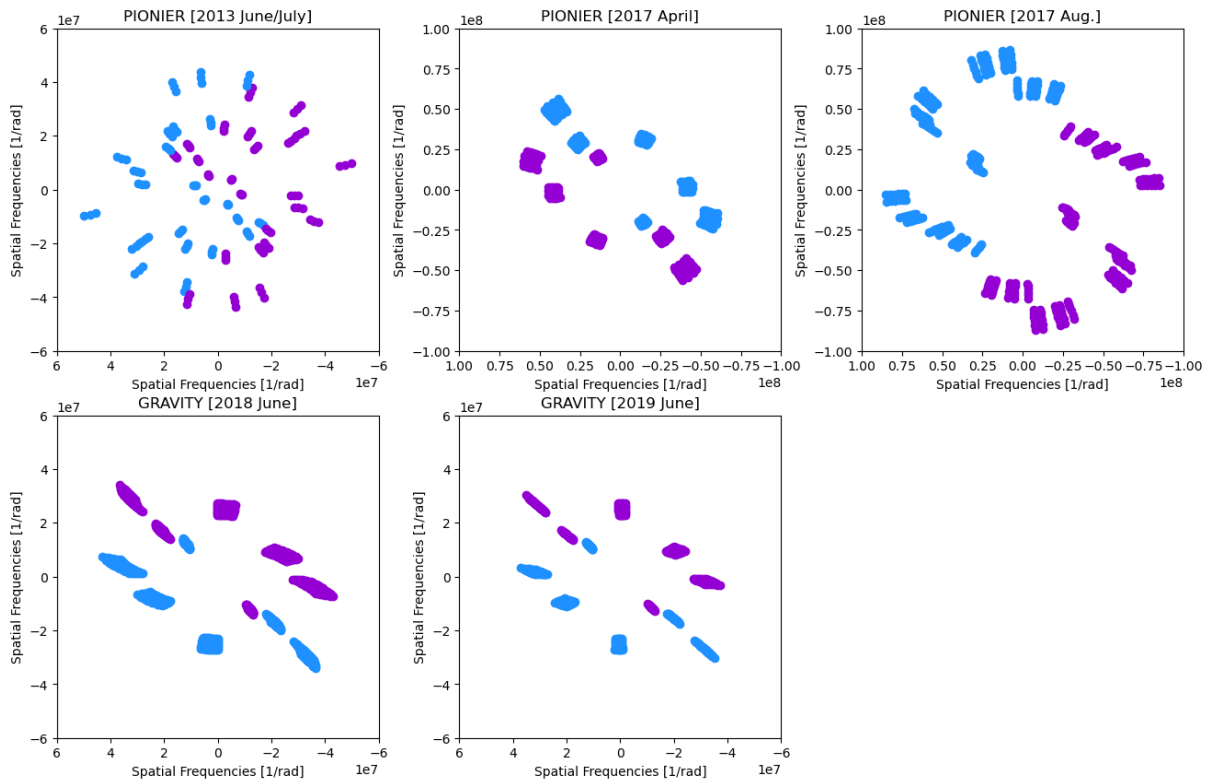 PIONIER [2013 June/July]
1e7
6
4
2
0
−2
−4
−6
Spatial Frequencies [1/rad]
6
4
2
0
−2
−4
−6
Spatial Frequencies [1/rad]
1e7
PIONIER [2017 April]
1e8
1.00
0.75
0.50
0.25
0.00
−0.25
−0.50
−0.75
−1.00
Spatial Frequencies [1/rad]
1.00 0.75 0.50 0.25 0.00 −0.25−0.50−0.75−1.00
Spatial Frequencies [1/rad]
1e8
PIONIER [2017 Aug.]
1e8
1.00
0.75
0.50
0.25
0.00
−0.25
−0.50
−0.75
−1.00
Spatial Frequencies [1/rad]
1.00 0.75 0.50 0.25 0.00 −0.25−0.50−0.75−1.00
Spatial Frequencies [1/rad]
1e8
GRAVITY [2018 June]
1e7
6
4
2
0
−2
−4
−6
Spatial Frequencies [1/rad]
6
4
2
0
−2
−4
−6
Spatial Frequencies [1/rad]
1e7
GRAVITY [2019 June]
1e7
6
4
2
0
−2
−4
−6
Spatial Frequencies [1/rad]
6
4
2
0
−2
−4
−6
Spatial Frequencies [1/rad]
1e7